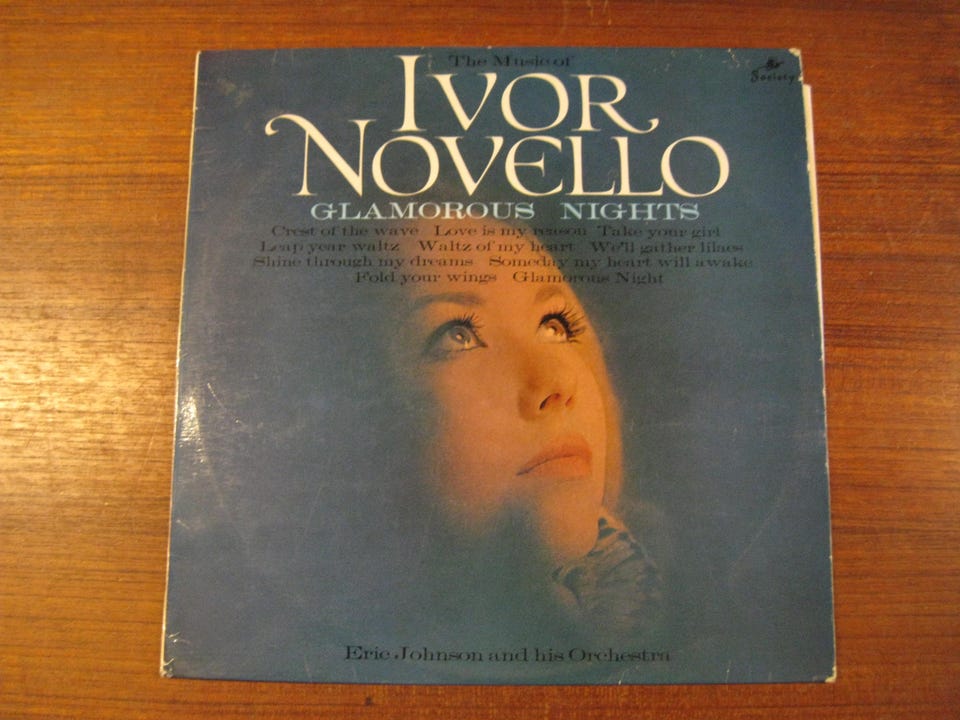 The Music of
Society
IVOR
NOVELLO
GLAMOROUS NIGHTS
Crest of the wave Love is my reason Take your girl
Leap year waltz Waltz of my heart We'll gather lilacs
Shine through my dreams Someday my heart will awake
Fold your wings Glamorous Night
Eric Johnson and his Orchestra